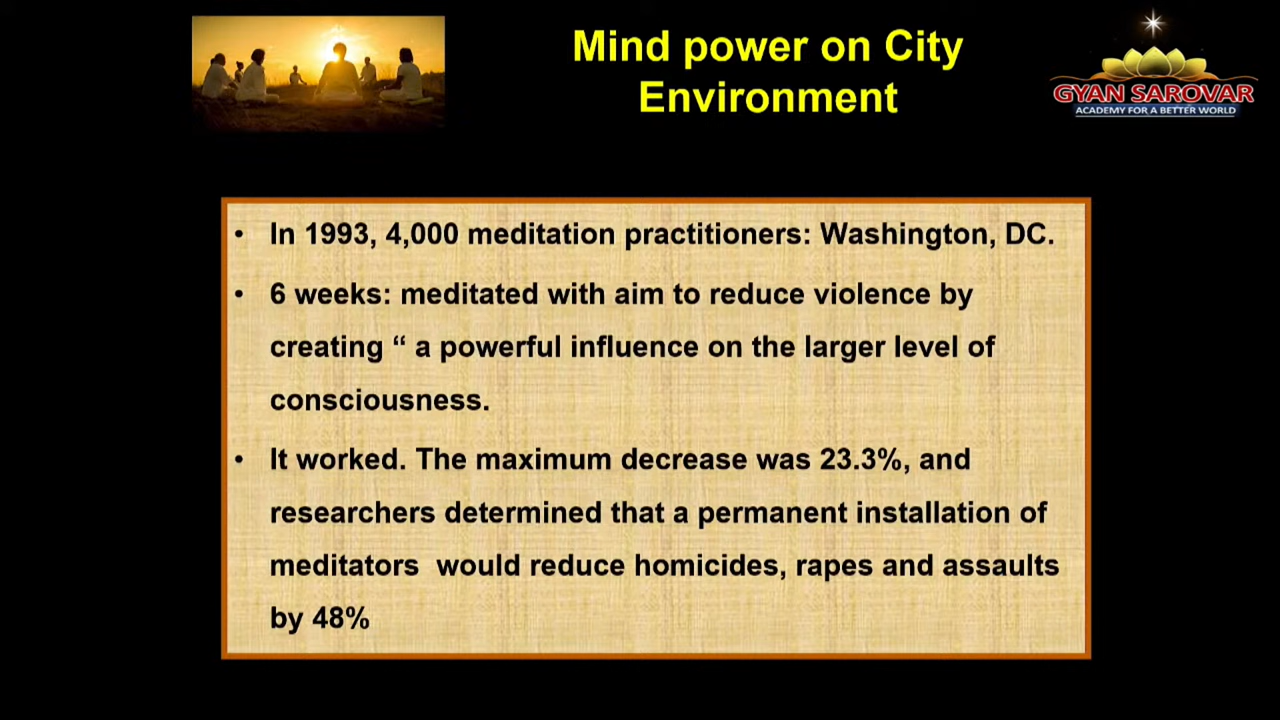 Mind power on City
Environment
GYAN SAROVAR
ACADEMY FOR A BETTER WORLD
• In 1993, 4,000 meditation practitioners: Washington, DC.
• 6 weeks: meditated with aim to reduce violence by
creating “ a powerful influence on the larger level of
consciousness.
• It worked. The maximum decrease was 23.3%, and
researchers determined that a permanent installation of
meditators would reduce homicides, rapes and assaults
by 48%